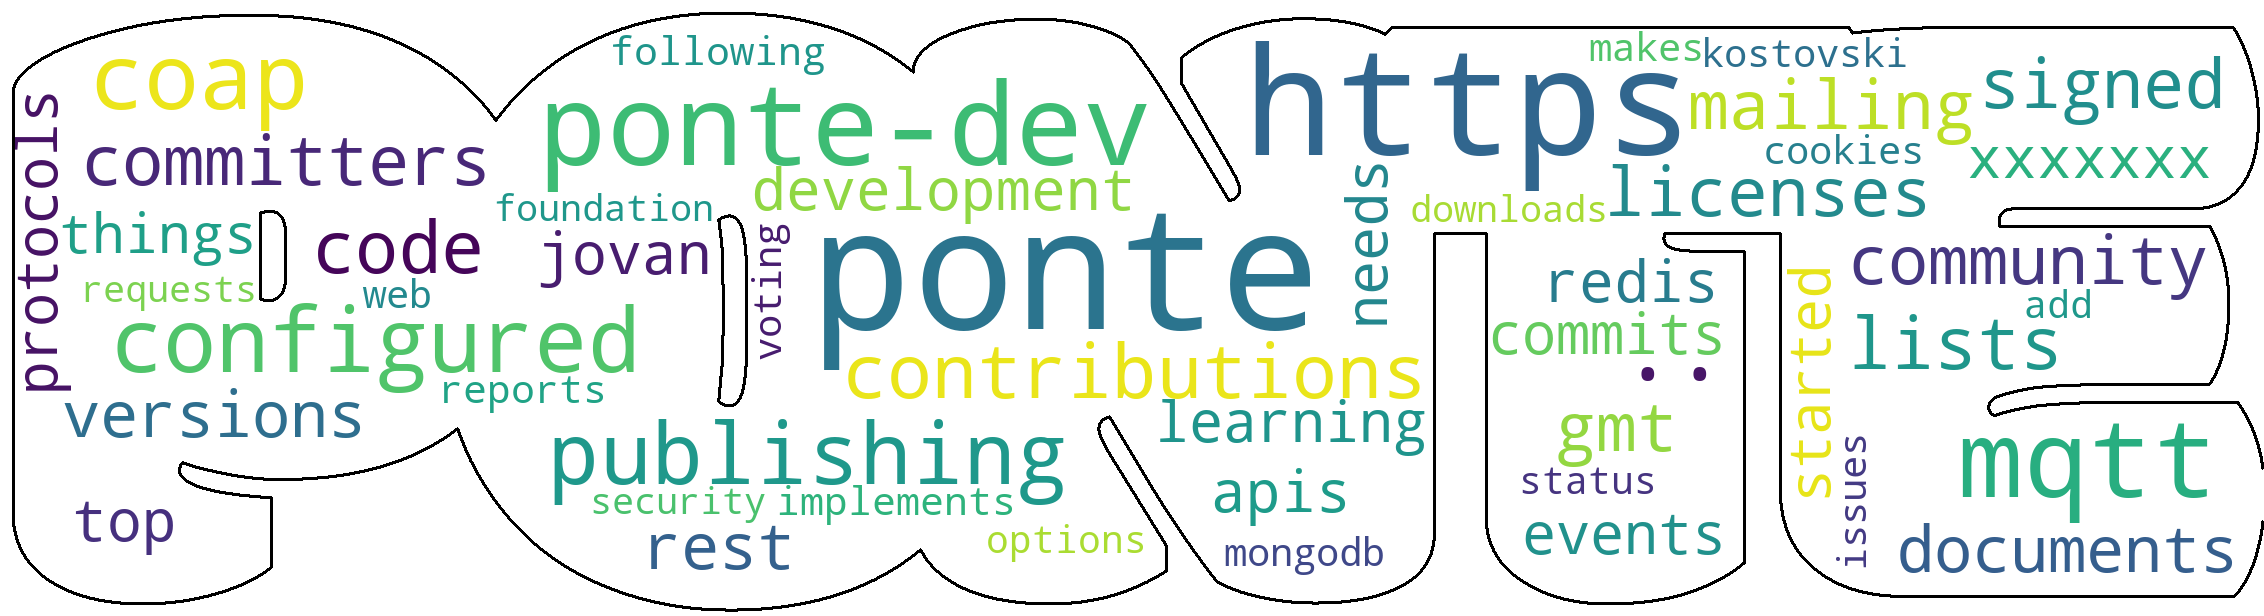 following
makes
kostovski
coap
protocols
ponte-dev
https
mailing
signed
committers
cookies
xxxxxxx
development
needs
licenses
foundation
downloads
things
code
jovan
voting
ponte
community
requests
web
redis
started
add
configured
commits
lists
contributions
reports
..
versions
learning
gmt
publishing
issues
mqtt
security
implements
apis
status
top
rest
options
mongodb
events
documents